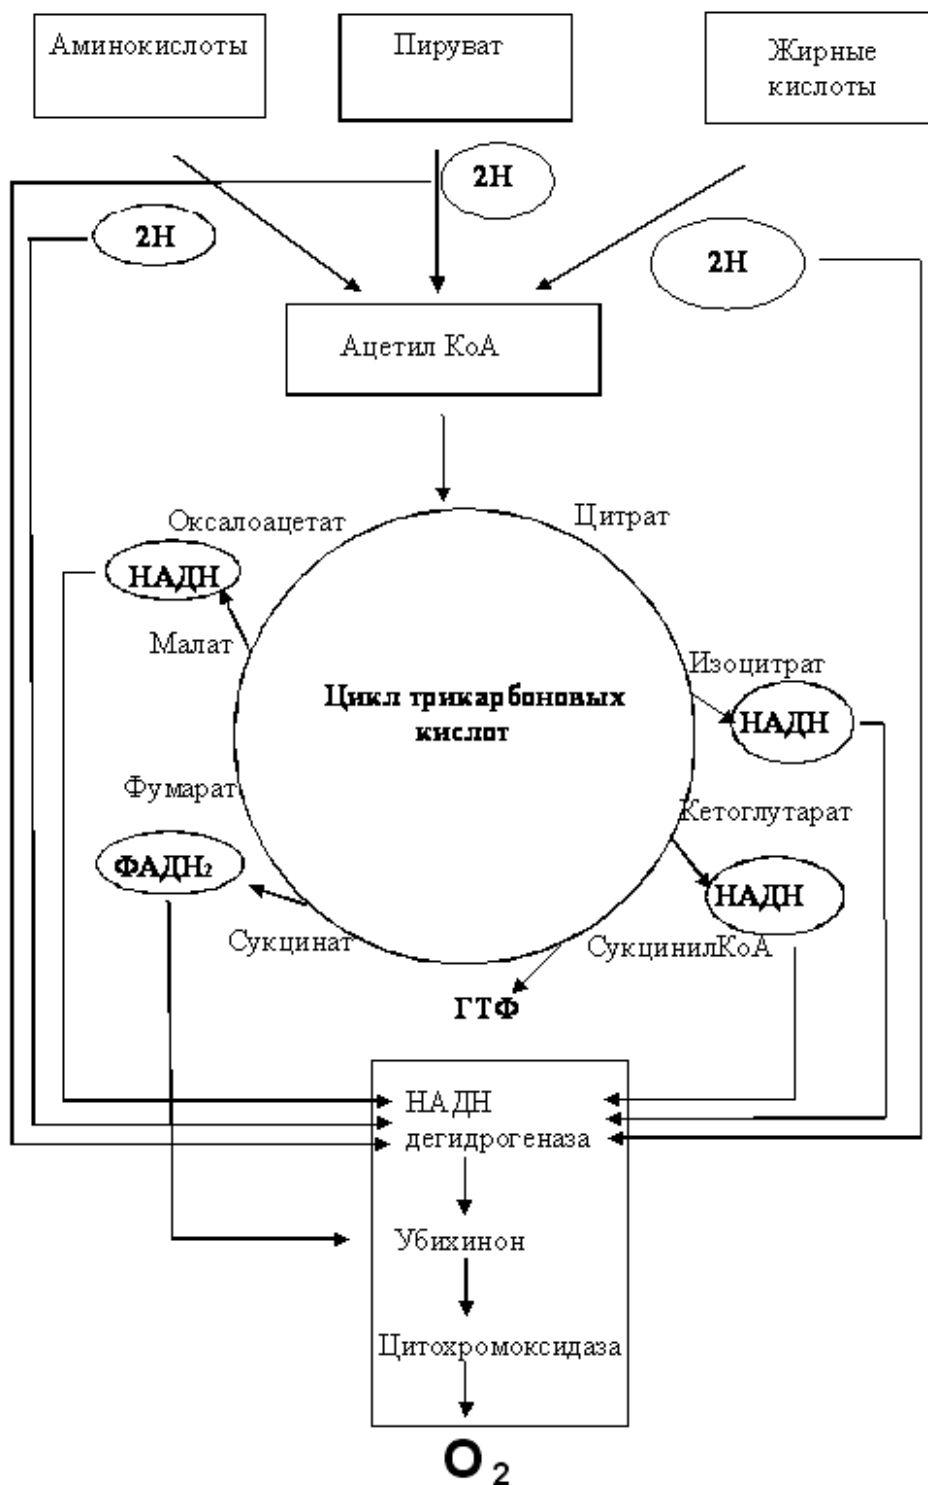 Аминокислоты
Пируват
Жирные
кислоты
2Н
2Н
2Н
Ацетил КоА
Оксалоацетат
Цитрат
НАДН
Малат
Изоцитрат
НАДН
Цикл трикарбоновых
кислот
Фумарат
Кетоглутарат
ФАДН₂
НАДН
Сукцинат
СукцинилКоА
ГТФ
НАДН
дегидрогеназа
Убихинон
Цитохромоксидаза
O₂